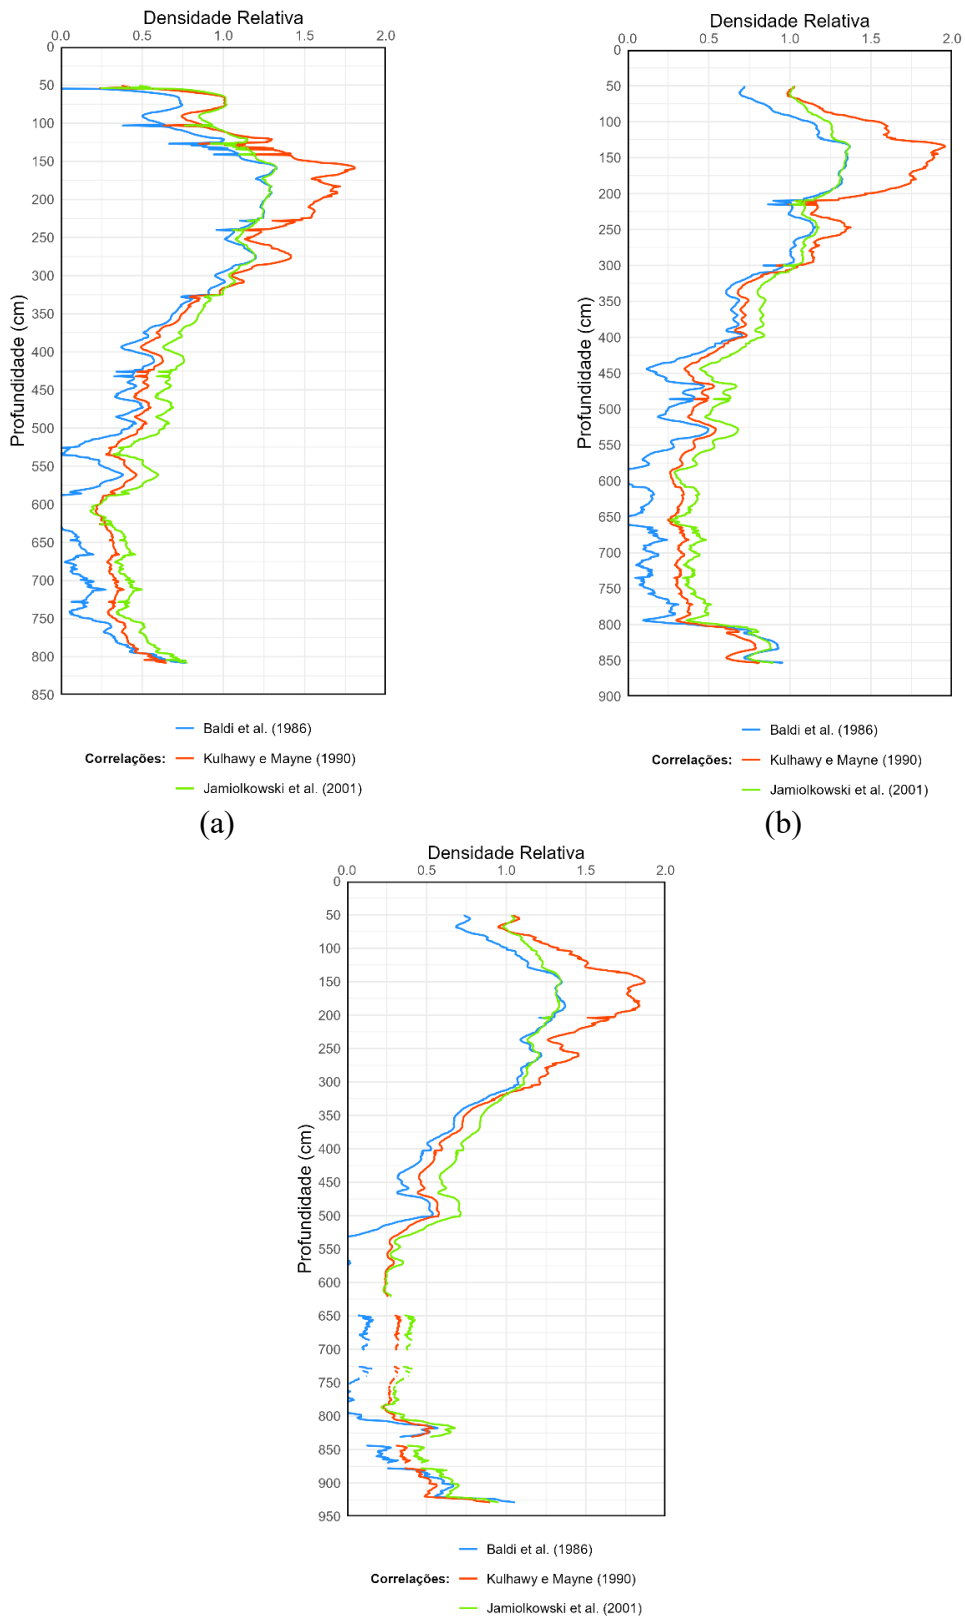 Densidade Relativa
0.0 0.5 1.0 1.5 2.0
0
50
100
150
200
250
300
350
400
450
500
550
600
650
700
750
800
850
Profundidade (cm)
Baldi et al. (1986)
Correlações: Kulhawy e Mayne (1990)
Jamiolkowski et al. (2001)
(a)
Densidade Relativa
0.0 0.5 1.0 1.5 2.0
0
50
100
150
200
250
300
350
400
450
500
550
600
650
700
750
800
850
900
Profundidade (cm)
Baldi et al. (1986)
Correlações: Kulhawy e Mayne (1990)
Jamiolkowski et al. (2001)
(b)
Densidade Relativa
0.0 0.5 1.0 1.5 2.0
0
50
100
150
200
250
300
350
400
450
500
550
600
650
700
750
800
850
900
950
Profundidade (cm)
Baldi et al. (1986)
Correlações: Kulhawy e Mayne (1990)
Jamiolkowski et al. (2001)